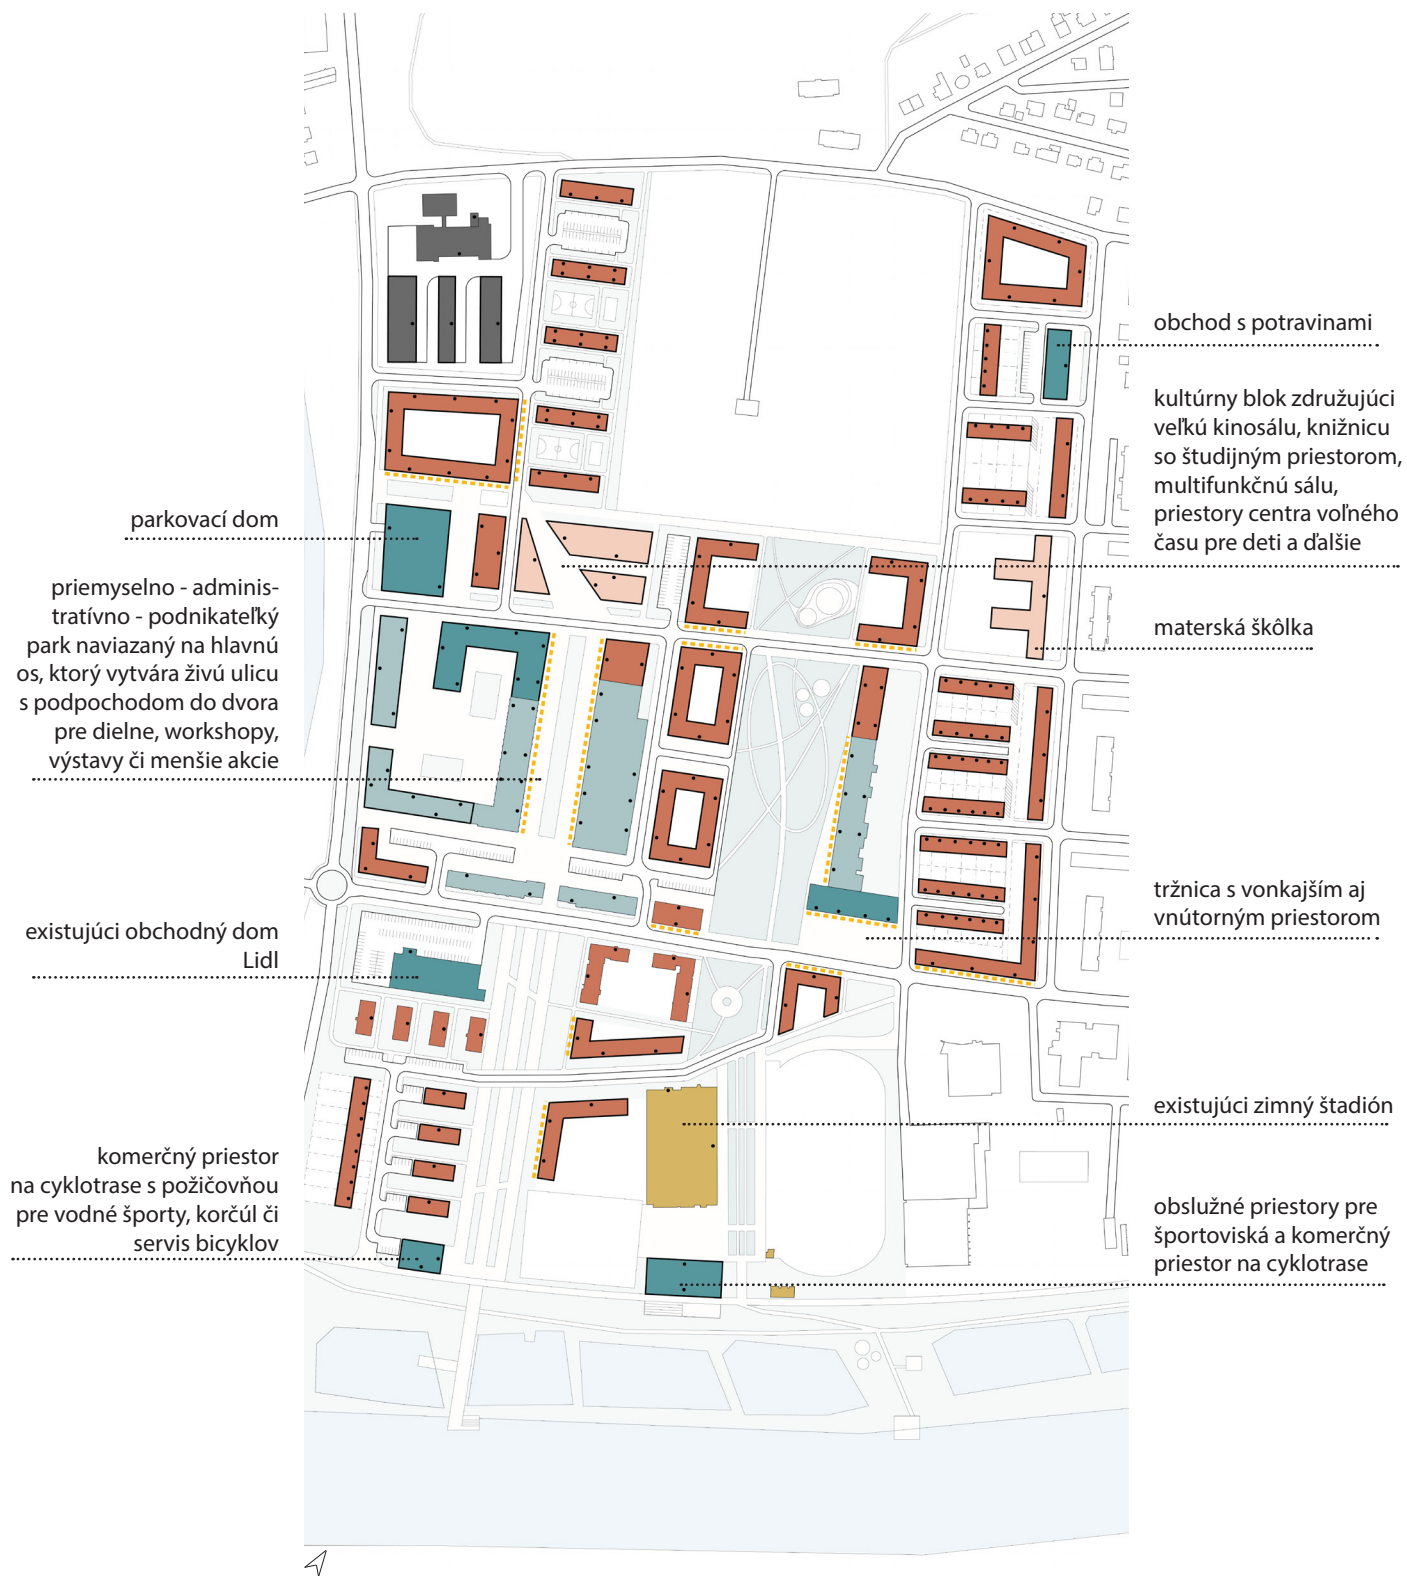 parkovací dom
priemyselno - adminis-
tratívno - podnikateľký
park naviazaný na hlavnú
os, ktorý vytvára živú ulicu
s podpochodom do dvora
pre dielne, workshopy,
výstavy či menšie akcie
existujúci obchodný dom
Lidl
komerčný priestor
na cyklotrase s požičovňou
pre vodné športy, korčúl či
servis bicyklov
obchod s potravinami
kultúrny blok združujúci
veľkú kinosálu, knižnicu
so študijným priestorom,
multifunkčnú sálu,
priestory centra voľného
času pre deti a ďalšie
materská škôlka
tržnica s vonkajším aj
vnútorným priestorom
existujúci zimný štadión
obslužné priestory pre
športoviská a komerčný
priestor na cyklotrase